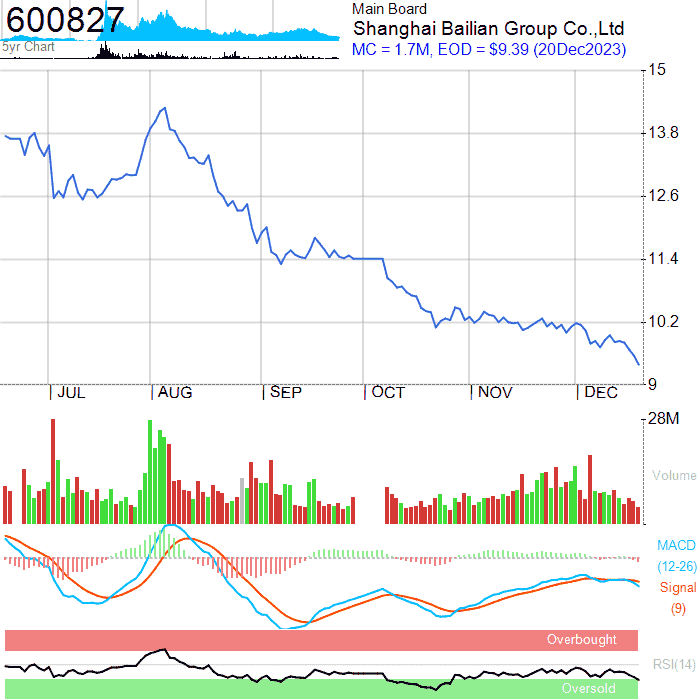 600827
5yr Chart
Main Board
Shanghai Bailian Group Co.,Ltd
MC = 1.7M, EOD = $9.39 (20Dec2023)
15
13.8
12.6
11.4
10.2
9
JUL AUG SEP OCT NOV DEC
28M
Volume
MACD
(12-26)
Signal
(9)
Overbought
RSI(14)
Oversold